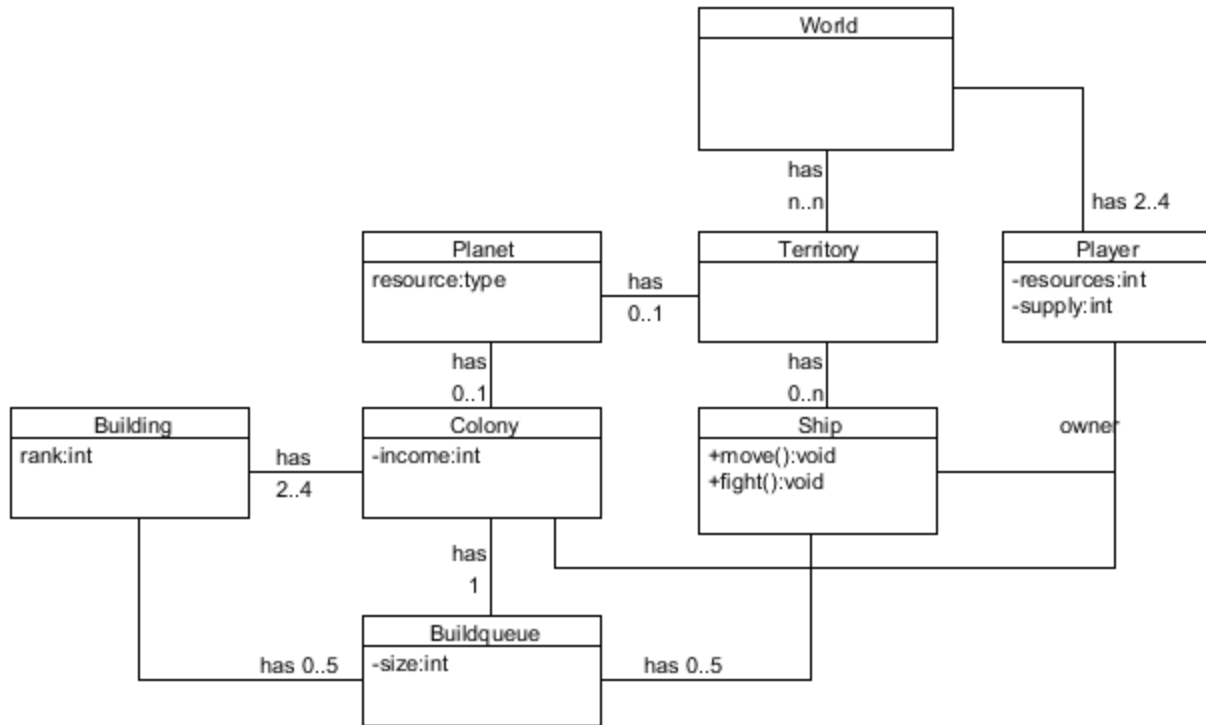 World
has
n..n
has 2..4
Planet
resource:type
has
0..1
Territory
Player
-resources:int
-supply:int
has
0..1
has
0..n
Building
rank:int
has
2..4
Colony
-income:int
Ship
+move():void
+fight():void
owner
has
1
Buildqueue
-size:int
has 0..5
has 0..5